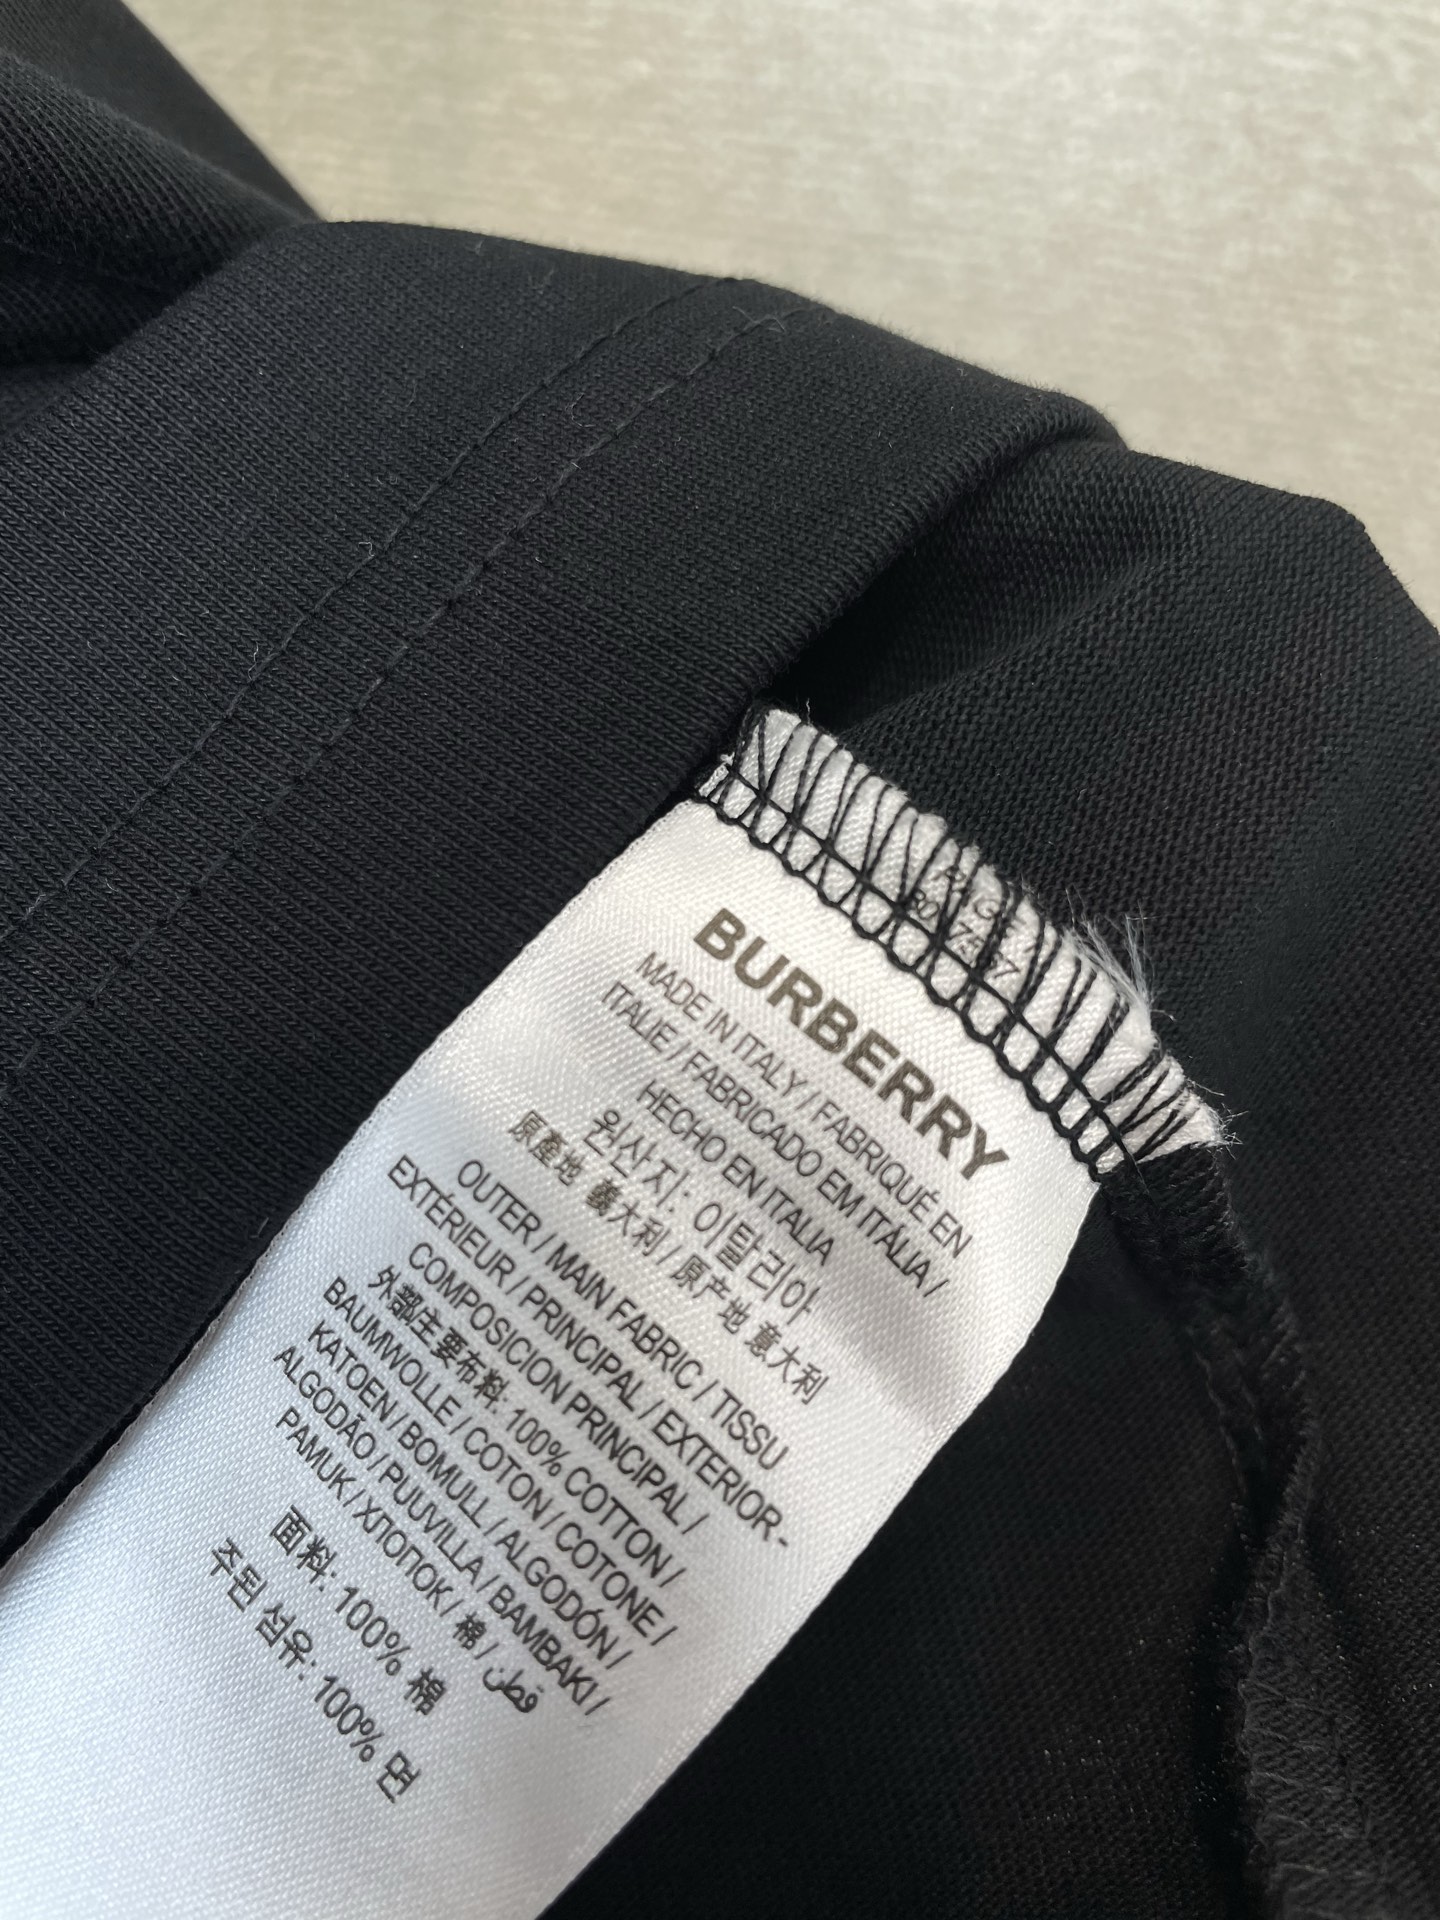 BURBERRY
MADE IN ITALY / FABRIQUÉ EN
ITALIE / FABRICADO EM ITÁLIA /
HECHO EN ITALIA
원산지: 이탈리아
原產地 義大利 / 原产地 意大利
OUTER / MAIN FABRIC / TISSU
EXTÉRIEUR / PRINCIPAL / EXTERIOR-
COMPOSICION PRINCIPAL /
外部主要布料: 100% COTTON /
BAUMWOLLE / COTON / COTONE /
KATOEN / BOMULL / ALGODÓN /
ALGODÃO / PUUVILLA / BAMBAKI /
PAMUK / ХЛОПОК / 棉 / قطن
面料: 100% 棉
주된 섬유: 100% 면